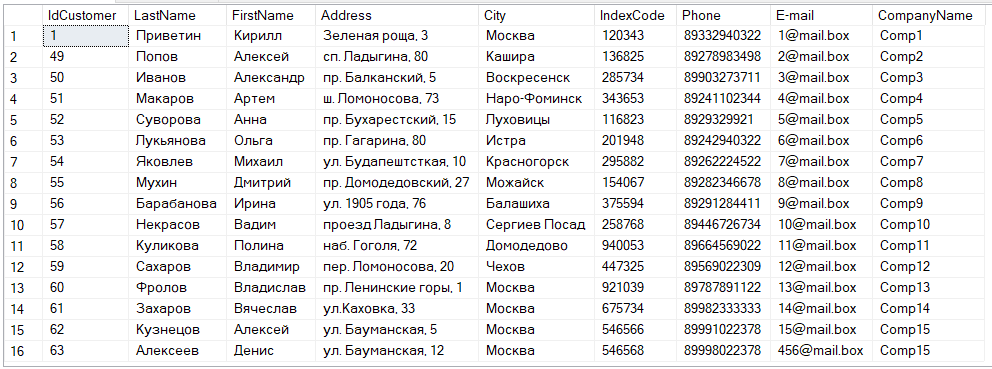 IdCustomer LastName FirstName Address City IndexCode Phone E-mail CompanyName
1 1 Приветин Кирилл Зеленая роща, 3 Москва 120343 89332940322 1@mail.box Comp1
2 49 Попов Алексей сп. Ладыгина, 80 Кашира 136825 89278983498 2@mail.box Comp2
3 50 Иванов Александр пр. Балканский, 5 Воскресенск 285734 89903273711 3@mail.box Comp3
4 51 Макаров Артем ш. Ломоносова, 73 Наро-Фоминск 343653 89241102344 4@mail.box Comp4
5 52 Суворова Анна пр. Бухарестский, 15 Луховицы 116823 8929329921 5@mail.box Comp5
6 53 Лукьянова Ольга пр. Гагарина, 80 Истра 201948 89242940322 6@mail.box Comp6
7 54 Яковлев Михаил ул. Будапештсткая, 10 Красногорск 295882 89262224522 7@mail.box Comp7
8 55 Мухин Дмитрий пр. Домодедовский, 27 Можайск 154067 89282346678 8@mail.box Comp8
9 56 Барабанова Ирина ул. 1905 года, 76 Балашиха 375594 89291284411 9@mail.box Comp9
10 57 Некрасов Вадим проезд Ладыгина, 8 Сергиев Посад 258768 89446726734 10@mail.box Comp10
11 58 Куликова Полина наб. Гоголя, 72 Домодедово 940053 89664569022 11@mail.box Comp11
12 59 Сахаров Владимир пер. Ломоносова, 20 Чехов 447325 89569022309 12@mail.box Comp12
13 60 Фролов Владислав пр. Ленинские горы, 1 Москва 921039 89787891122 13@mail.box Comp13
14 61 Захаров Вячеслав ул.Каховка, 33 Москва 675734 89982333333 14@mail.box Comp14
15 62 Кузнецов Алексей ул. Бауманская, 5 Москва 546566 89991022378 15@mail.box Comp15
16 63 Алексеев Денис ул. Бауманская, 12 Москва 546568 89998022378 456@mail.box Comp15